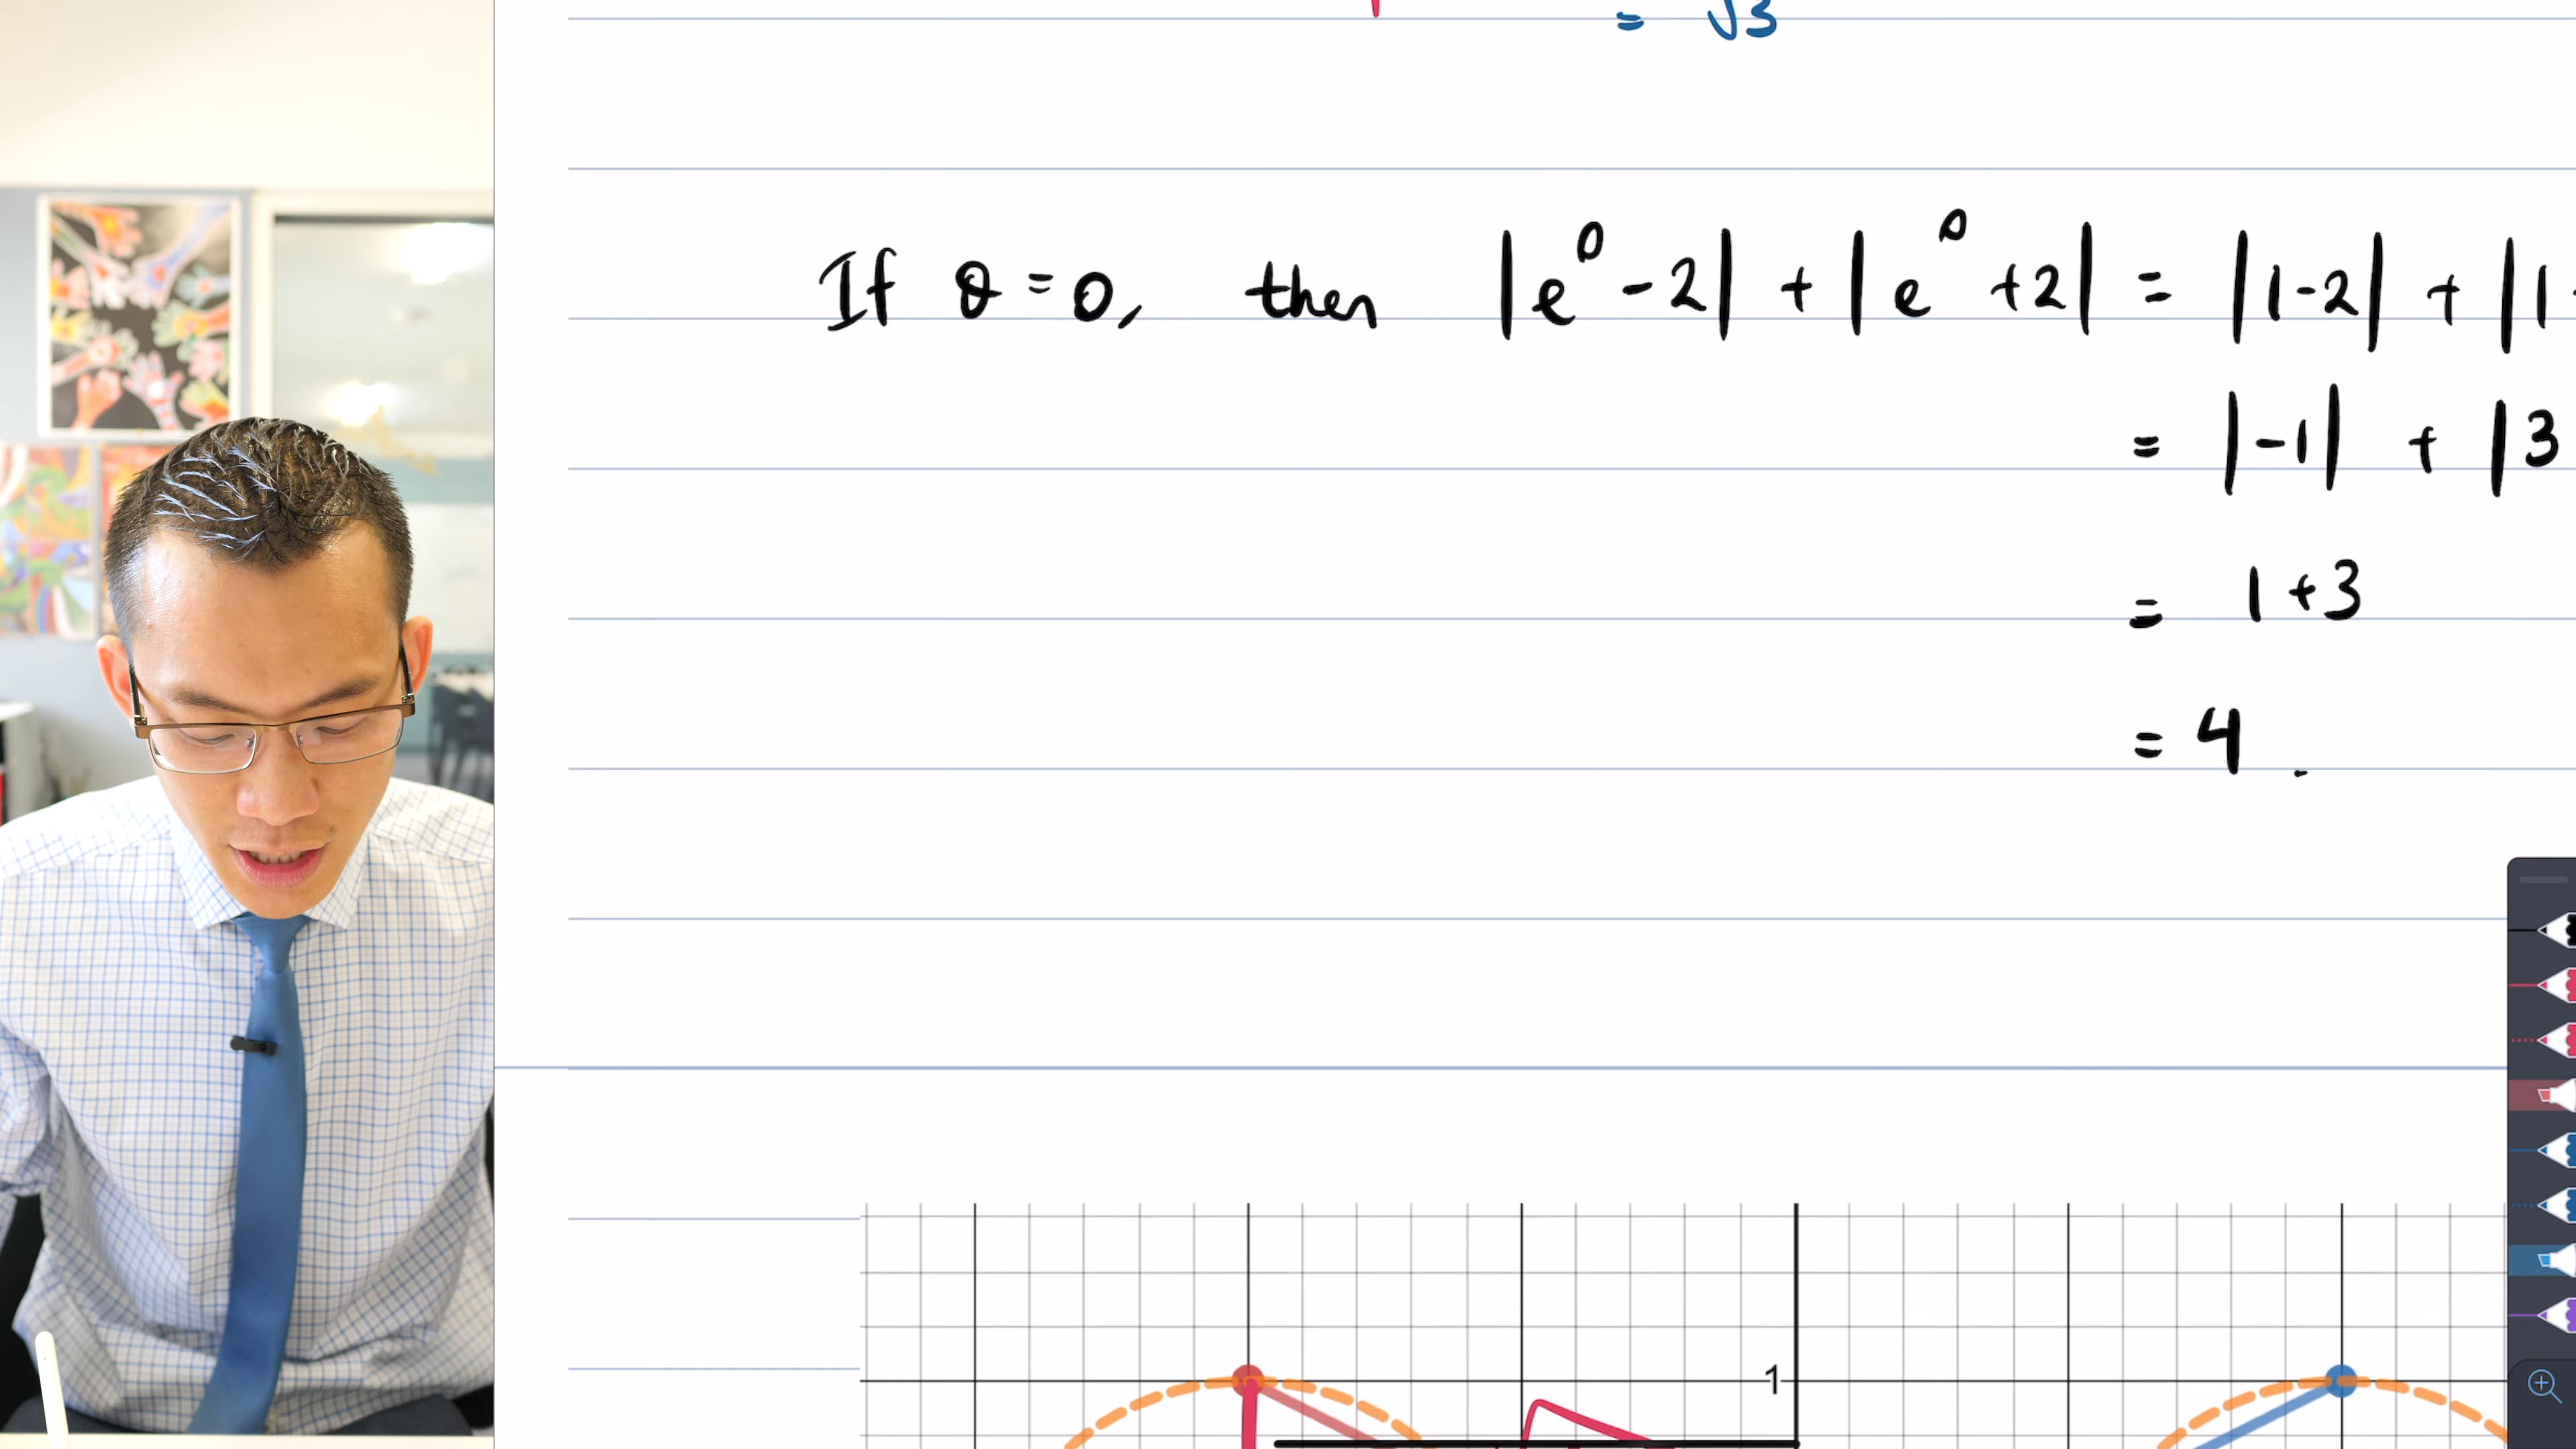 = √3
If θ = 0, then |e⁰ - 2| + |e⁰ + 2| = |1-2| + |1
= |-1| + |3
= 1 + 3
= 4 .
1